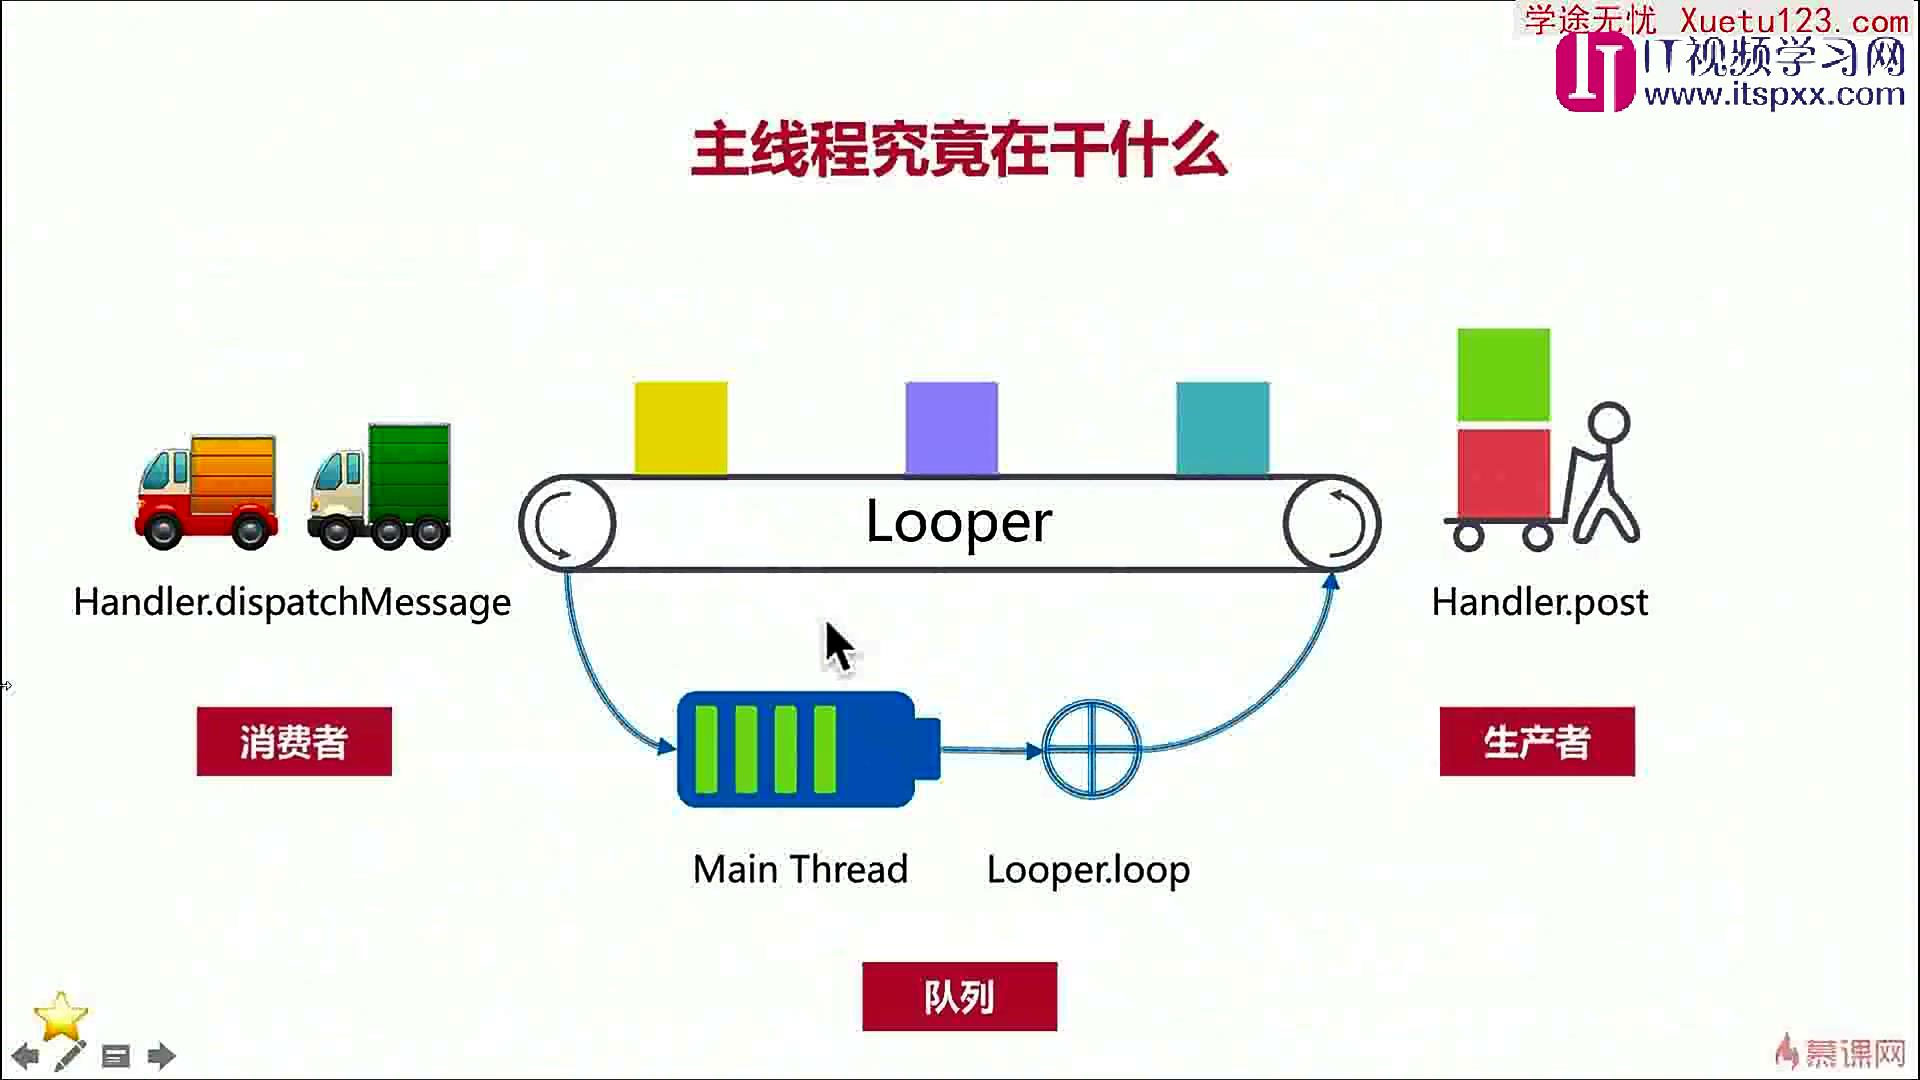 学途无忧 Xuetu123.com
IT视频学习网
www.itspxx.com
主线程究竟在干什么
Looper
Handler.dispatchMessage
Handler.post
消费者
生产者
Main Thread
Looper.loop
队列
慕课网